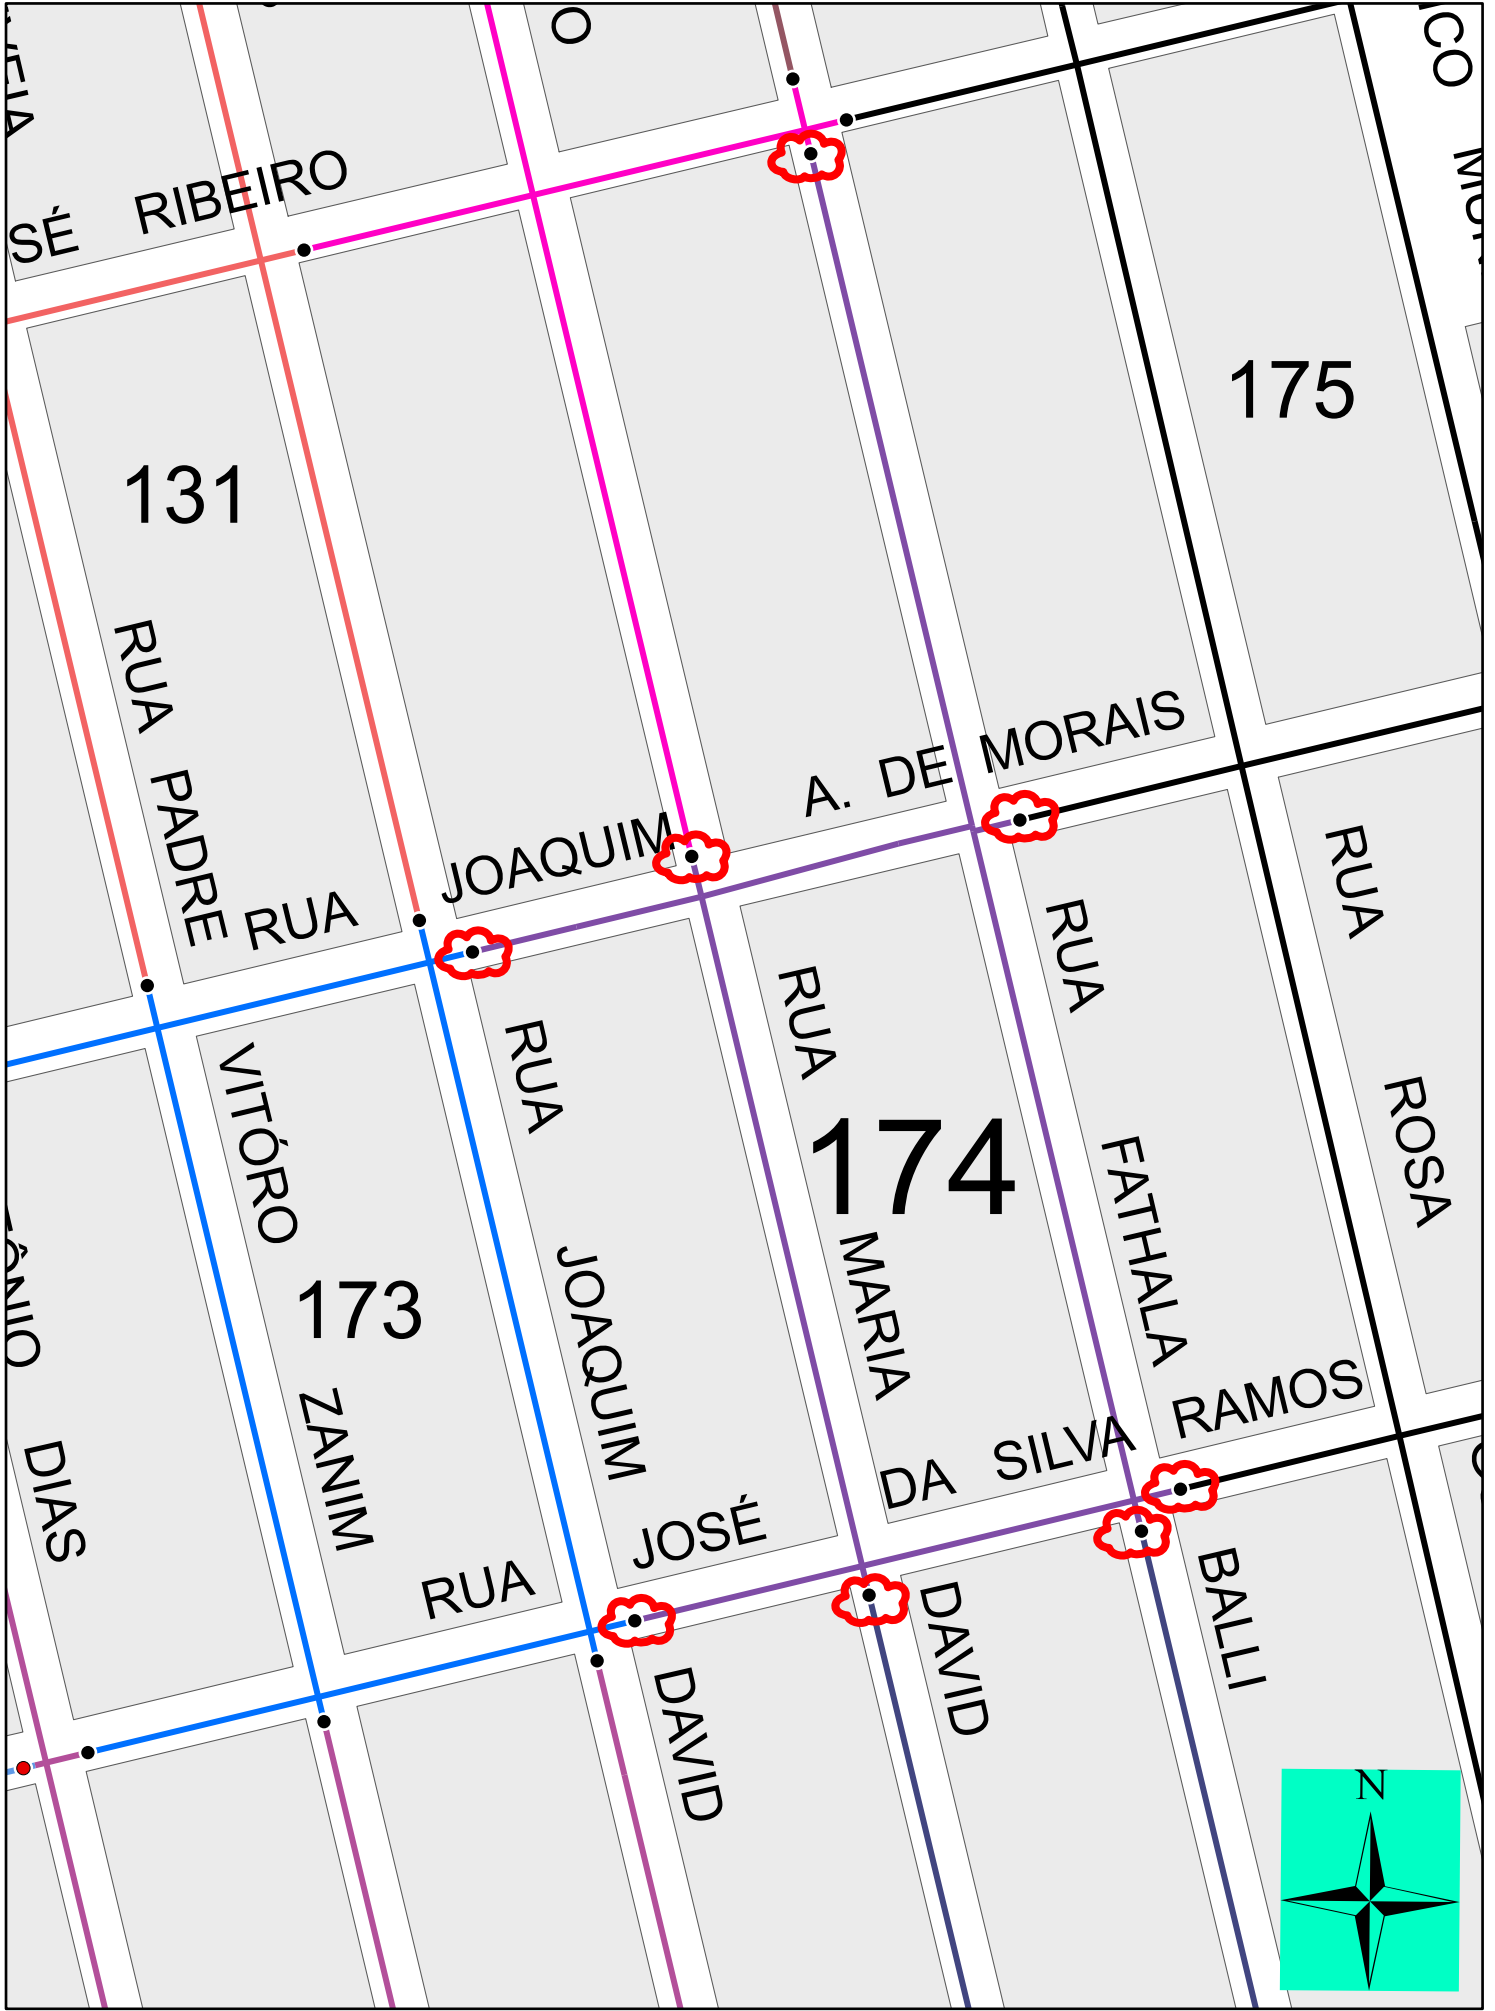 O
CO
SÉ RIBEIRO
175
131
RUA PADRE VITÓRO ZANIM
RUA JOAQUIM A. DE MORAIS
RUA JOAQUIM DAVID
RUA MARIA DAVID
RUA FATHALA BALLI
RUA ROSA
174
173
DIAS
RUA JOSÉ DA SILVA RAMOS
N